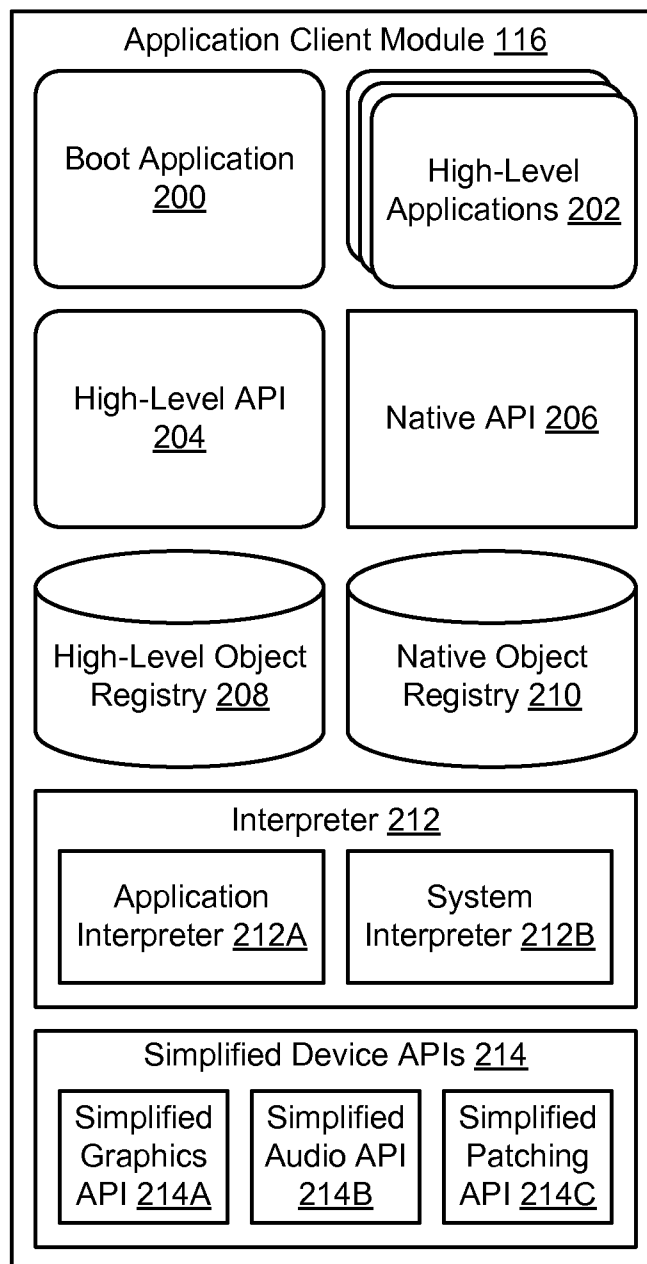 Application Client Module 116
Boot Application
200
High-Level
Applications 202
High-Level API
204
Native API 206
High-Level Object
Registry 208
Native Object
Registry 210
Interpreter 212
Application
Interpreter 212A
System
Interpreter 212B
Simplified Device APIs 214
Simplified
Graphics
API 214A
Simplified
Audio API
214B
Simplified
Patching
API 214C